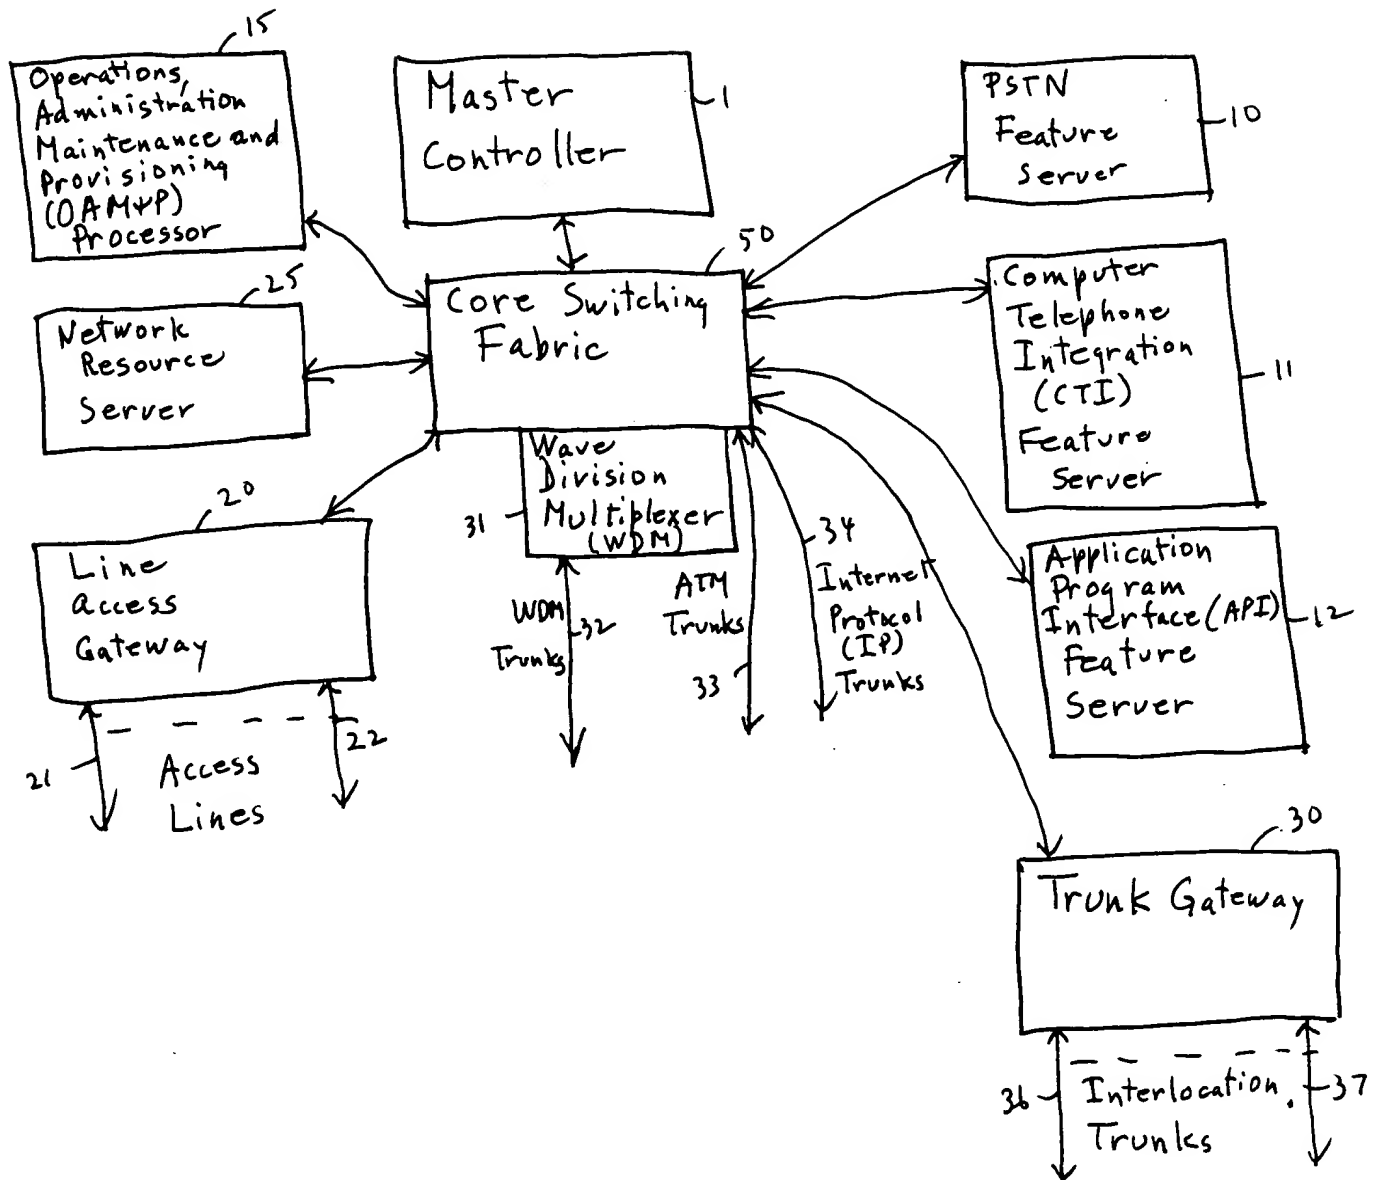 15
Operations,
Administration
Maintenance and
Provisioning
(OAM&P)
Processor
Master
Controller
1
PSTN
Feature
Server
10
50
Core Switching
Fabric
25
Network
Resource
Server
Computer
Telephone
Integration
(CTI)
Feature
Server
11
20
Line
Access
Gateway
21
22
Access
Lines
Wave
Division
Multiplexer
(WDM)
31
WDM
Trunks
32
ATM
Trunks
33
34
Internet
Protocol
(IP)
Trunks
Application
Program
Interface (API)
Feature
Server
12
30
Trunk Gateway
36
Interlocation
Trunks
37